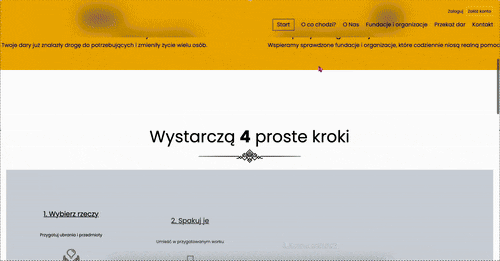 Zaloguj Załóż konto
Start O co chodzi? O Nas Fundacje i organizacje Przekaż dar Kontakt
Twoje dary już znalazły drogę do potrzebujących i zmieniły życie wielu osób.
Wspieramy sprawdzone fundacje i organizacje, które codziennie niosą realną pomoc
Wystarczą 4 proste kroki
1. Wybierz rzeczy
Przygotuj ubrania i przedmioty
2. Spakuj je
Umieść w przygotowanym worku